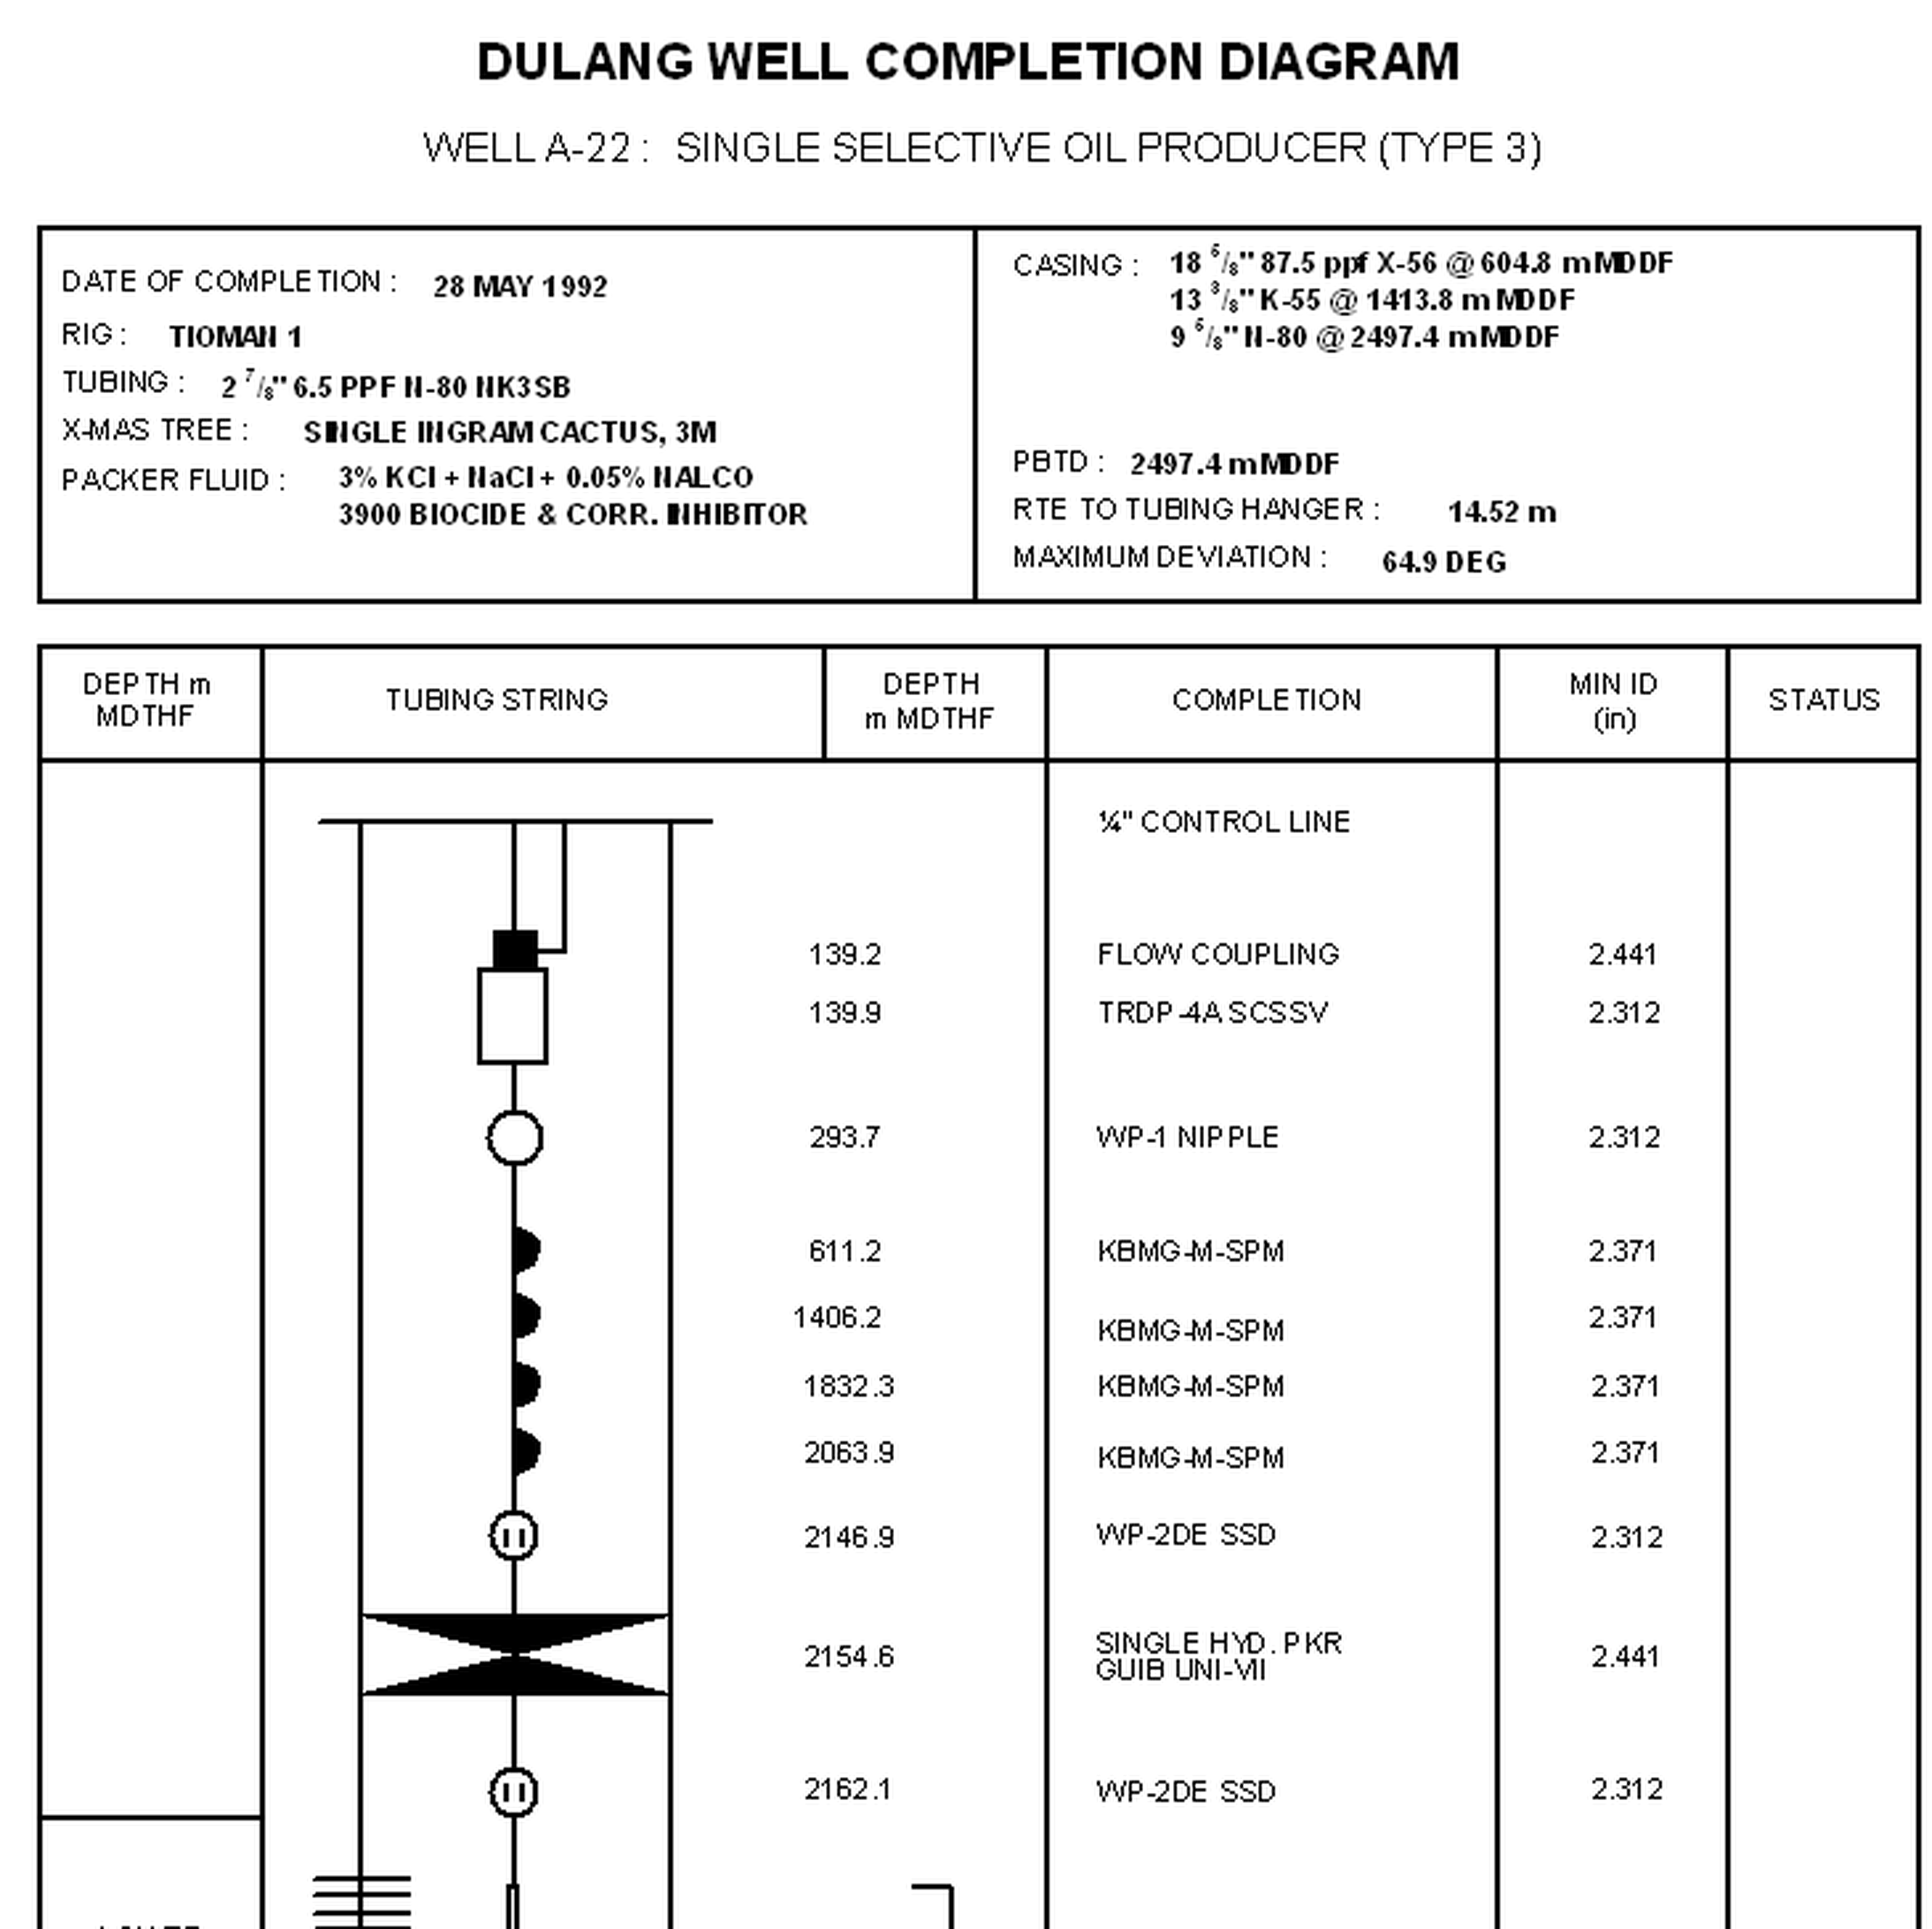 DULANG WELL COMPLETION DIAGRAM
WELL A-22 : SINGLE SELECTIVE OIL PRODUCER (TYPE 3)
DATE OF COMPLETION : 28 MAY 1992
RIG : TIOMAN 1
TUBING : 2 7/8" 6.5 PPF N-80 NK3SB
X-MAS TREE : SINGLE INGRAM CACTUS, 3M
PACKER FLUID : 3% KCl + NaCl + 0.05% NALCO
3900 BIOCIDE & CORR. INHIBITOR
CASING : 18 5/8" 87.5 ppf X-56 @ 604.8 mMDDF
13 3/8" K-55 @ 1413.8 mMDDF
9 5/8" N-80 @ 2497.4 mMDDF
PBTD : 2497.4 mMDDF
RTE TO TUBING HANGER : 14.52 m
MAXIMUM DEVIATION : 64.9 DEG
DEPTH m MDTHF TUBING STRING DEPTH m MDTHF COMPLETION MIN ID (in) STATUS
¼" CONTROL LINE
139.2 FLOW COUPLING 2.441
139.9 TRDP-4A SCSSV 2.312
293.7 WP-1 NIPPLE 2.312
611.2 KBMG-M-SPM 2.371
1406.2 KBMG-M-SPM 2.371
1832.3 KBMG-M-SPM 2.371
2063.9 KBMG-M-SPM 2.371
2146.9 WP-2DE SSD 2.312
2154.6 SINGLE HYD. PKR GUIB UNI-VII 2.441
2162.1 WP-2DE SSD 2.312